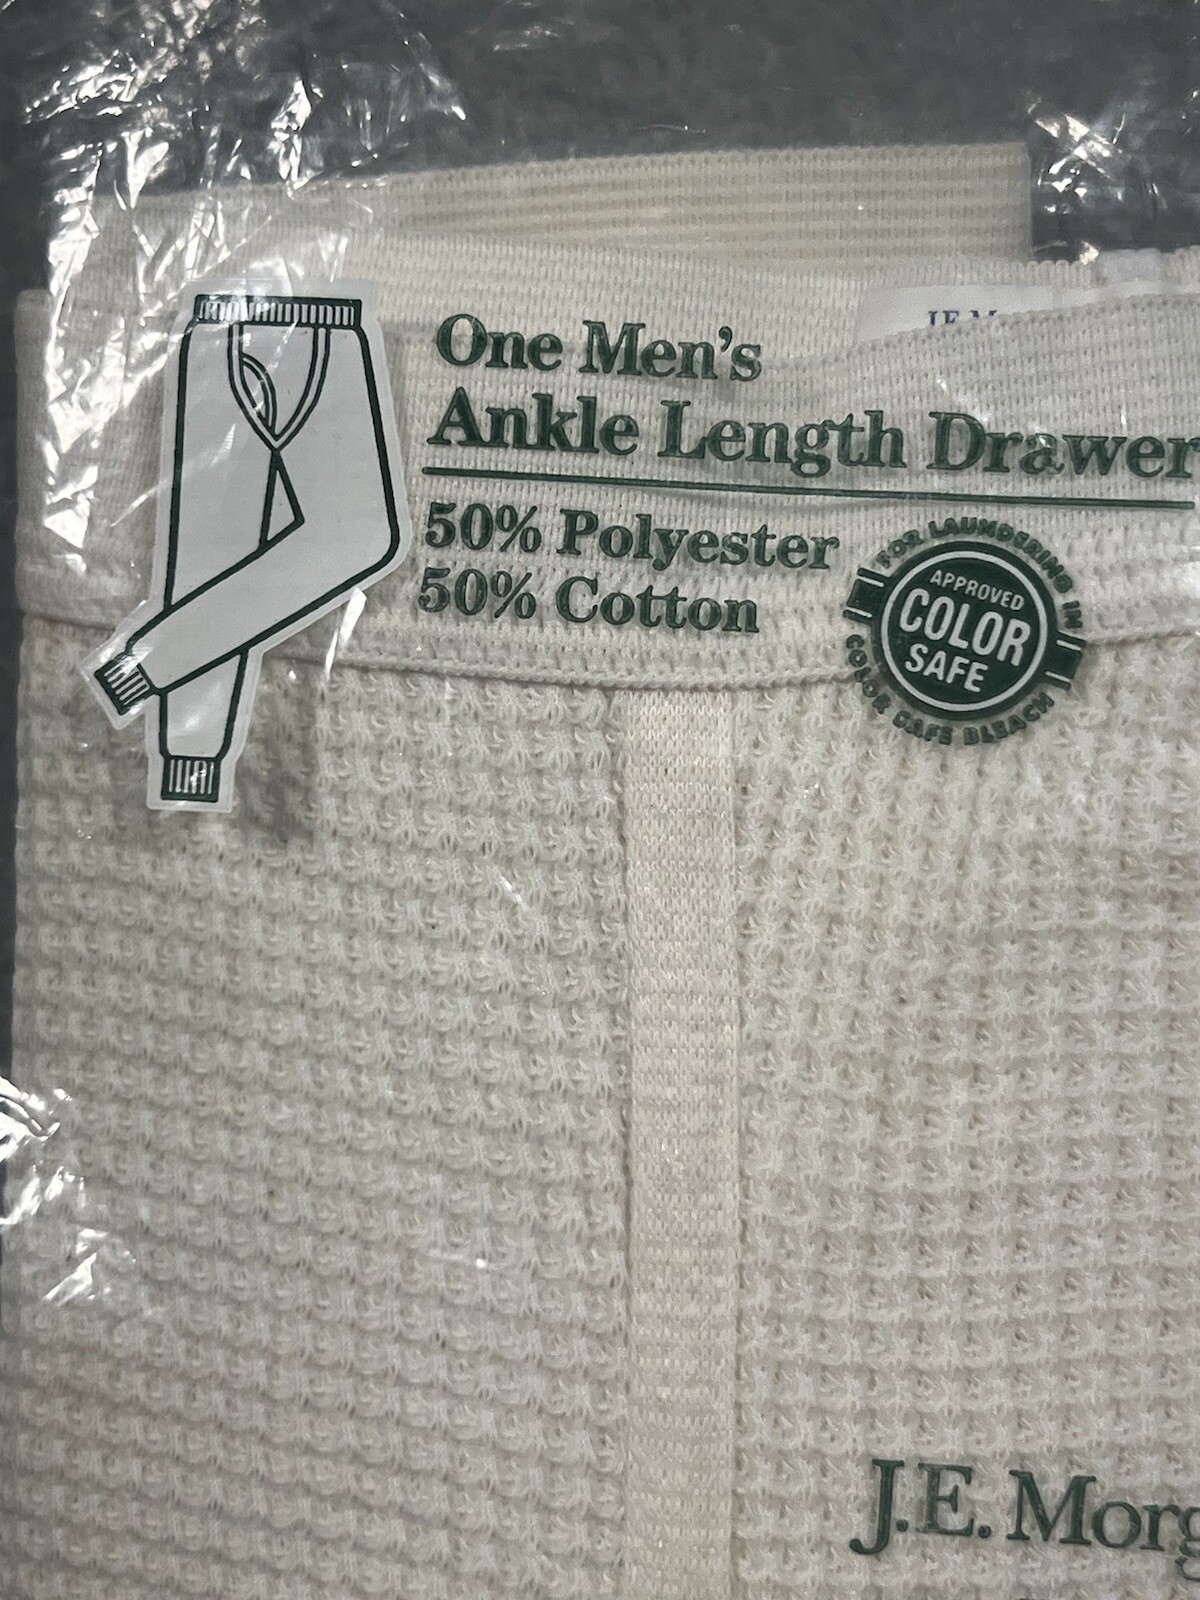 One Men's
Ankle Length Drawer
50% Polyester
50% Cotton
FOR LAUNDERING IN
APPROVED
COLOR
SAFE
COLOR SAFE BLEACH
J.E. Morg